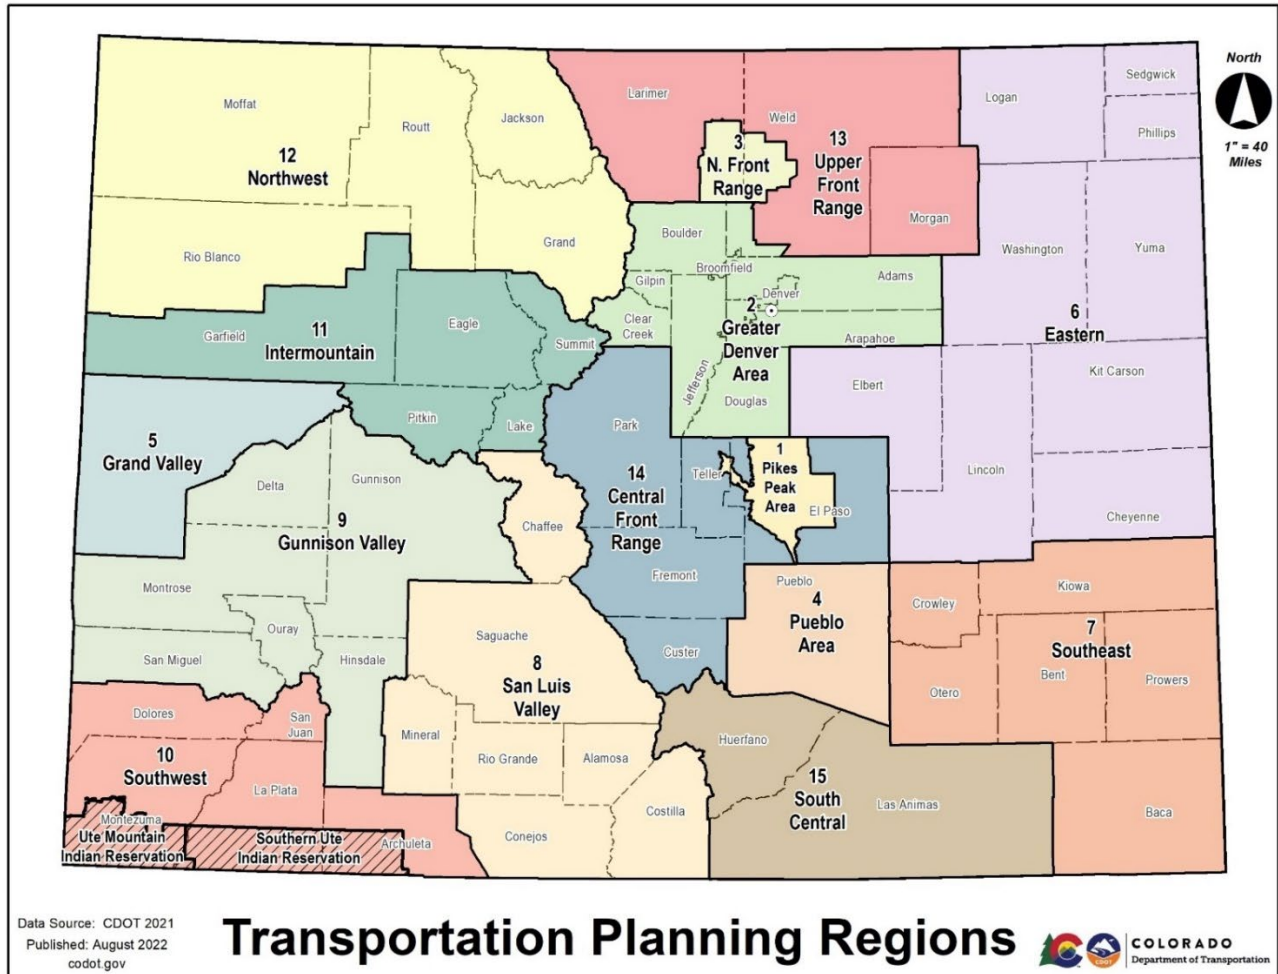 North
1" = 40
Miles
Moffat
Routt
Jackson
Larimer
Weld
Logan
Sedgwick
Phillips
12
Northwest
3
N. Front
Range
13
Upper
Front
Range
Morgan
Washington
Yuma
Rio Blanco
Grand
Boulder
Broomfield
Gilpin
Adams
Denver
Clear
Creek
2
Greater
Denver
Area
Arapahoe
Jefferson
Douglas
6
Eastern
Garfield
11
Intermountain
Eagle
Summit
Pitkin
Lake
Elbert
Kit Carson
Lincoln
Cheyenne
5
Grand Valley
Park
Teller
1
Pikes
Peak
Area
El Paso
14
Central
Front
Range
Delta
Gunnison
9
Gunnison Valley
Chaffee
Fremont
Montrose
Ouray
San Miguel
Hinsdale
Saguache
Custer
Pueblo
4
Pueblo
Area
Crowley
Kiowa
7
Southeast
Otero
Bent
Prowers
8
San Luis
Valley
Dolores
San
Juan
Mineral
Rio Grande
Alamosa
Huerfano
10
Southwest
La Plata
Montezuma
Archuleta
Conejos
Costilla
15
South
Central
Las Animas
Baca
Ute Mountain
Indian Reservation
Southern Ute
Indian Reservation
Data Source: CDOT 2021
Published: August 2022
codot.gov
Transportation Planning Regions
CDOT
COLORADO
Department of Transportation